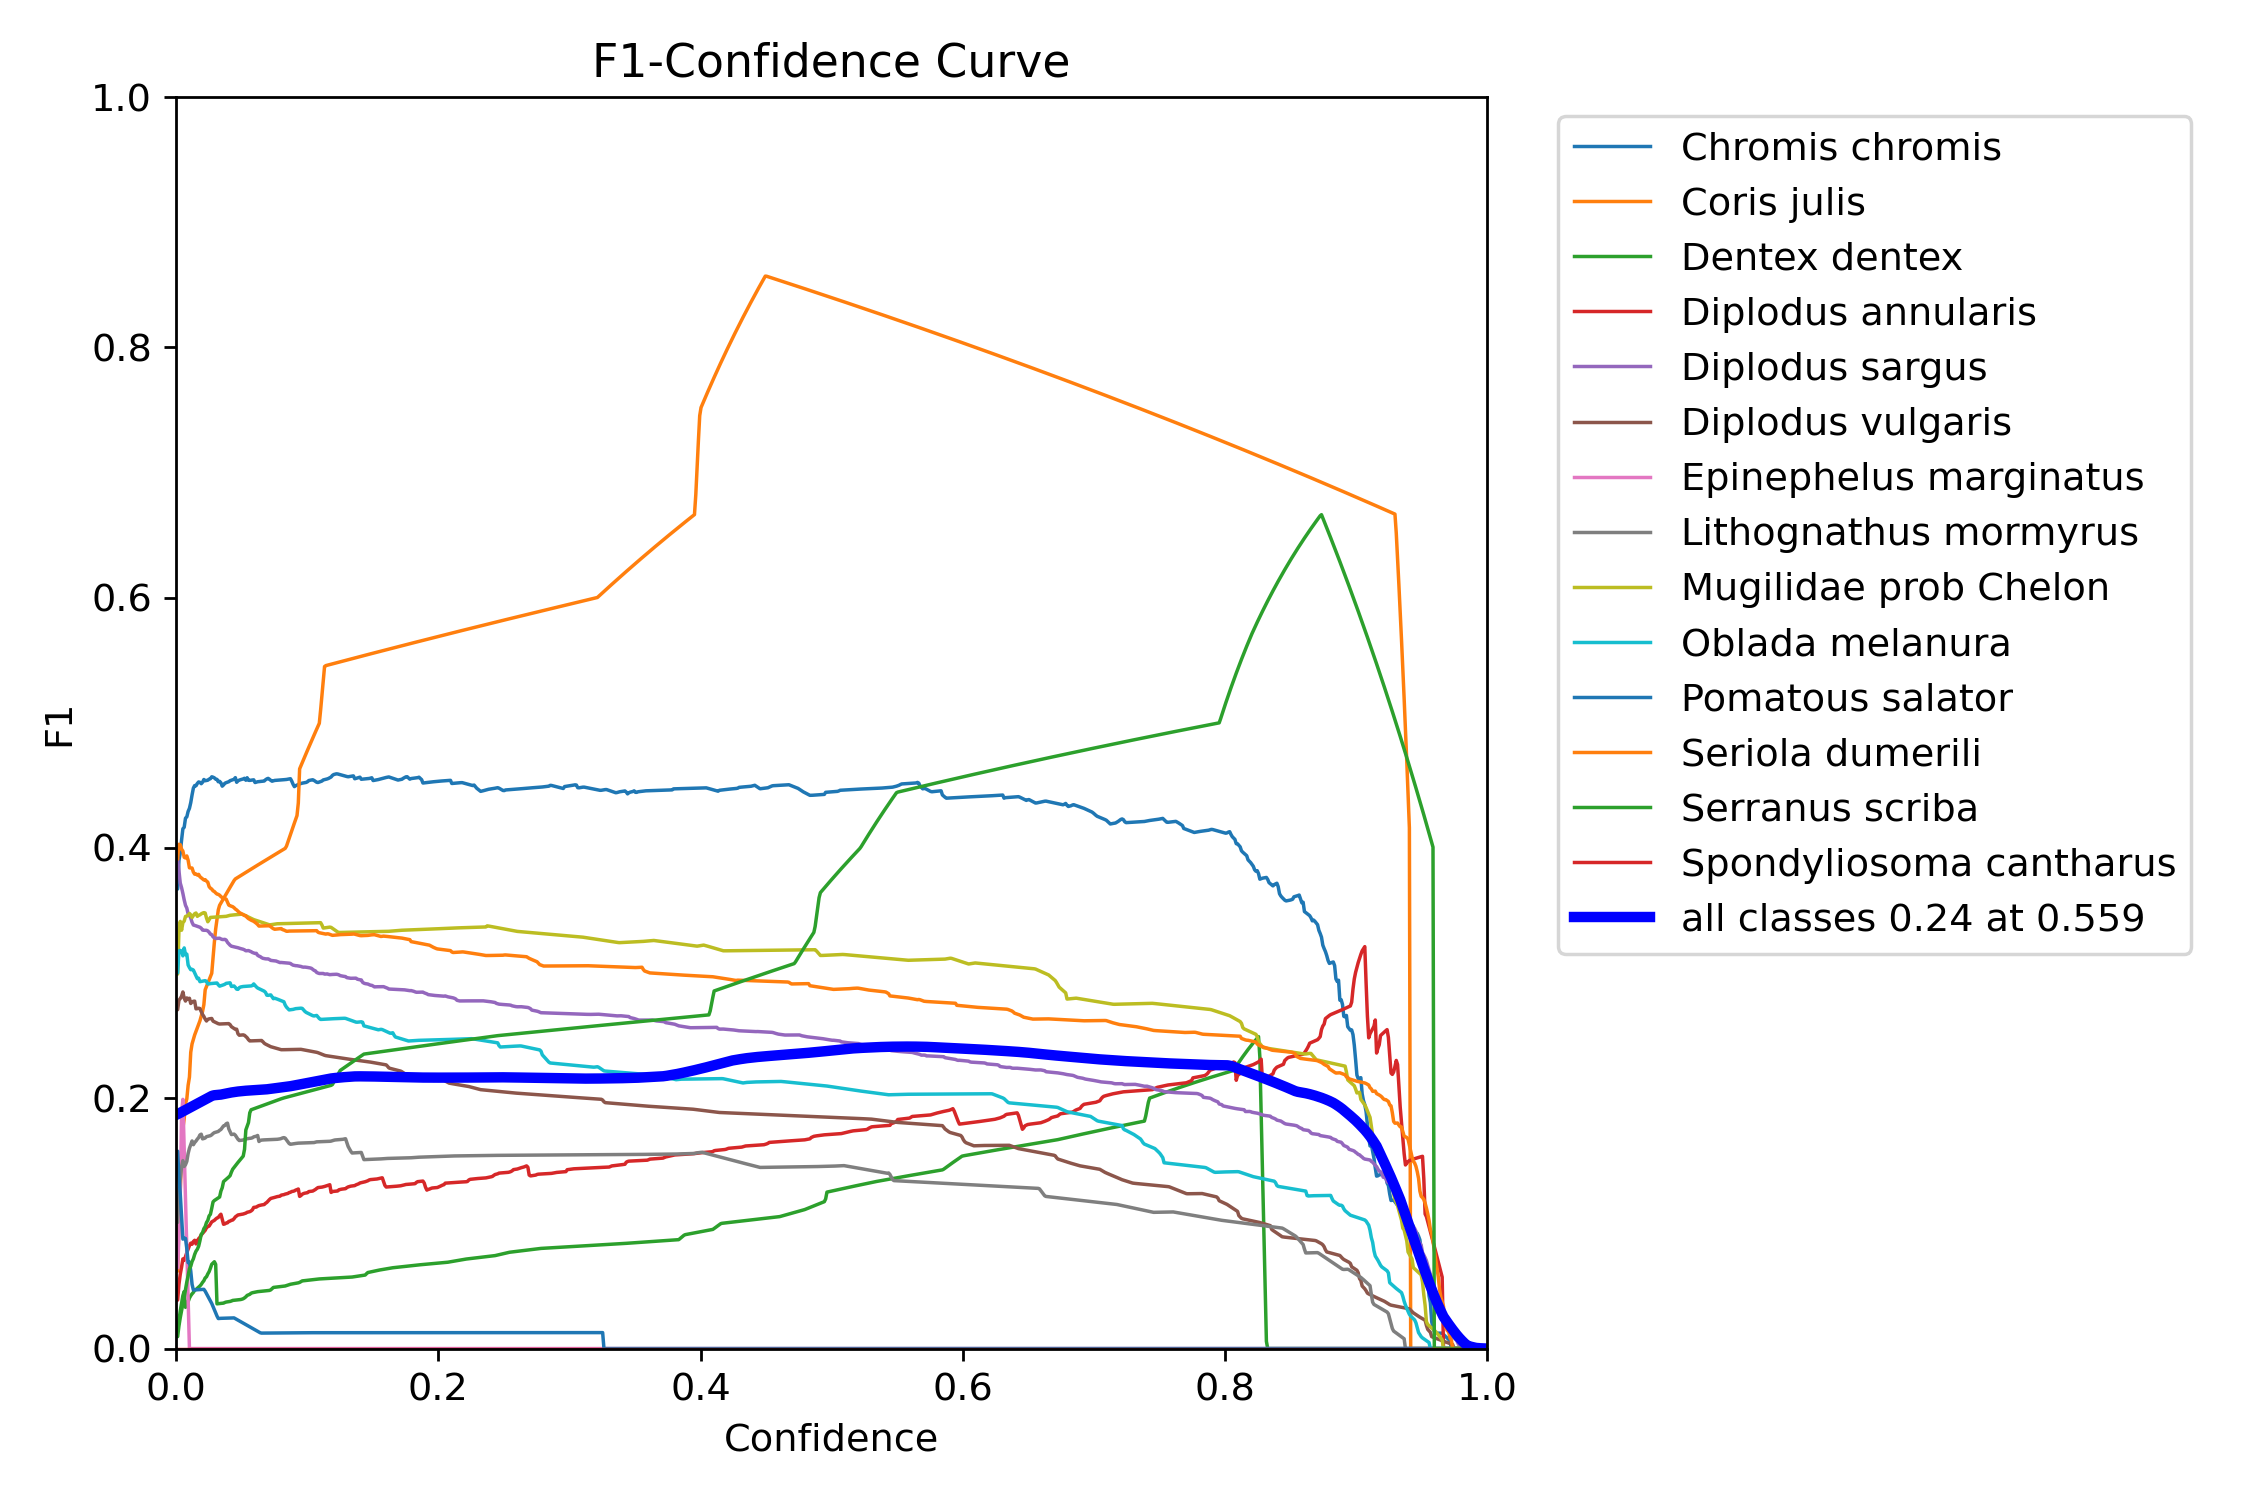 F1-Confidence Curve
1.0
0.8
0.6
0.4
0.2
0.0
F1
0.0 0.2 0.4 0.6 0.8 1.0
Confidence
Chromis chromis
Coris julis
Dentex dentex
Diplodus annularis
Diplodus sargus
Diplodus vulgaris
Epinephelus marginatus
Lithognathus mormyrus
Mugilidae prob Chelon
Oblada melanura
Pomatous salator
Seriola dumerili
Serranus scriba
Spondyliosoma cantharus
all classes 0.24 at 0.559